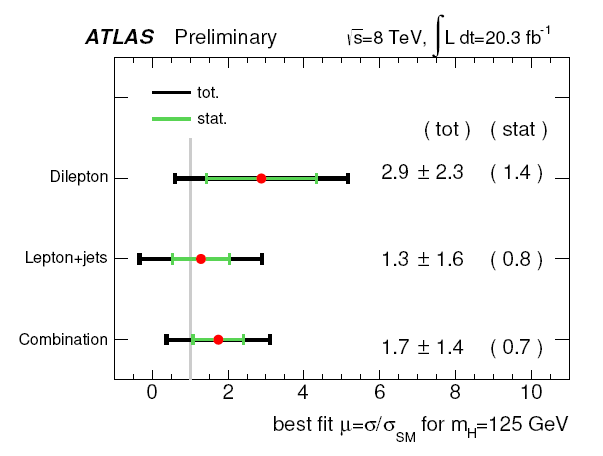 ATLAS Preliminary √s=8 TeV, ∫L dt=20.3 fb⁻¹
tot.
stat.
( tot ) ( stat )
Dilepton 2.9 ± 2.3 ( 1.4 )
Lepton+jets 1.3 ± 1.6 ( 0.8 )
Combination 1.7 ± 1.4 ( 0.7 )
0 2 4 6 8 10
best fit μ=σ/σ_SM for m_H=125 GeV